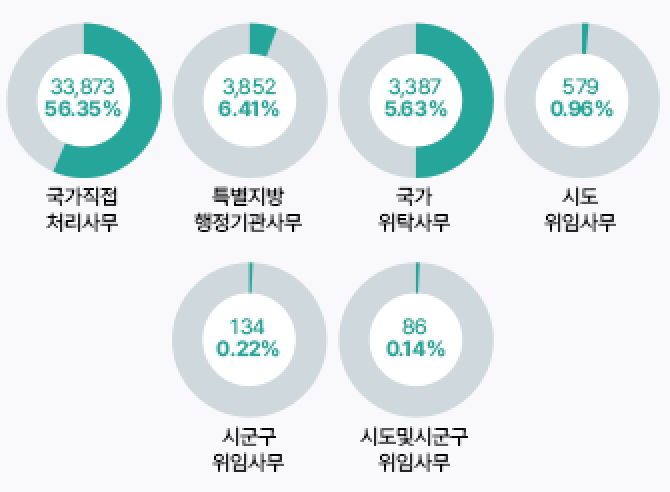 33,873
56.35%
국가직접
처리사무
3,852
6.41%
특별지방
행정기관사무
3,387
5.63%
국가
위탁사무
579
0.96%
시도
위임사무
134
0.22%
시군구
위임사무
86
0.14%
시도및시군구
위임사무